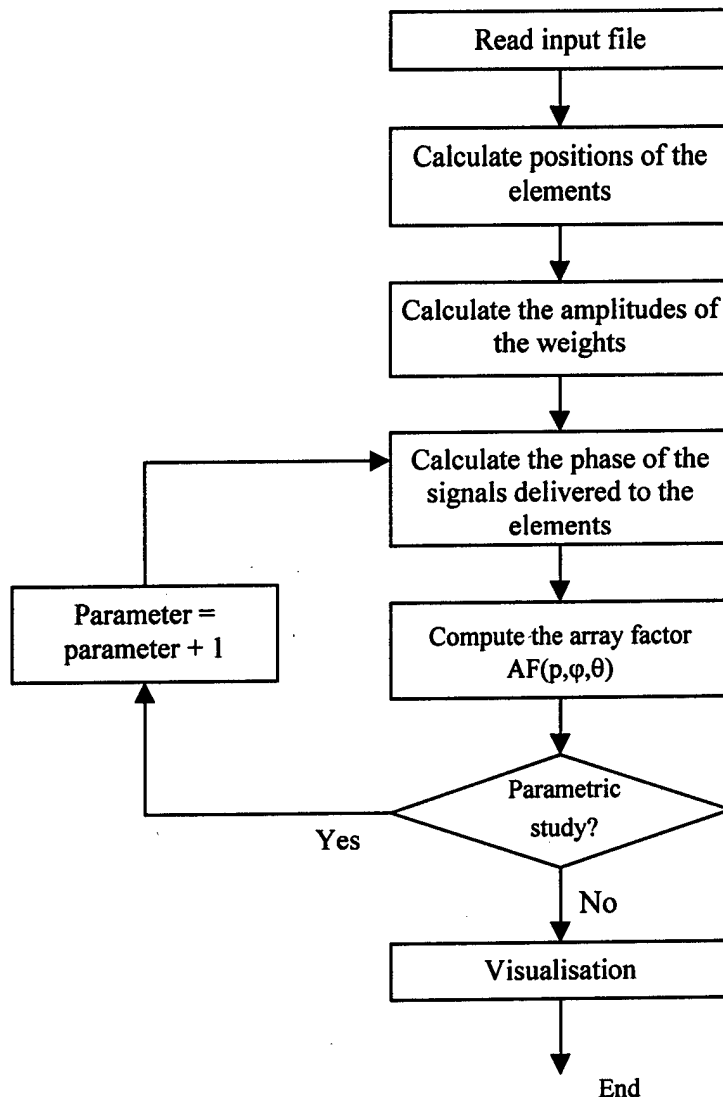 Read input file
Calculate positions of the
elements
Calculate the amplitudes of
the weights
Calculate the phase of the
signals delivered to the
elements
Parameter =
parameter + 1
Compute the array factor
AF(p,φ,θ)
Parametric
study?
Yes
No
Visualisation
End